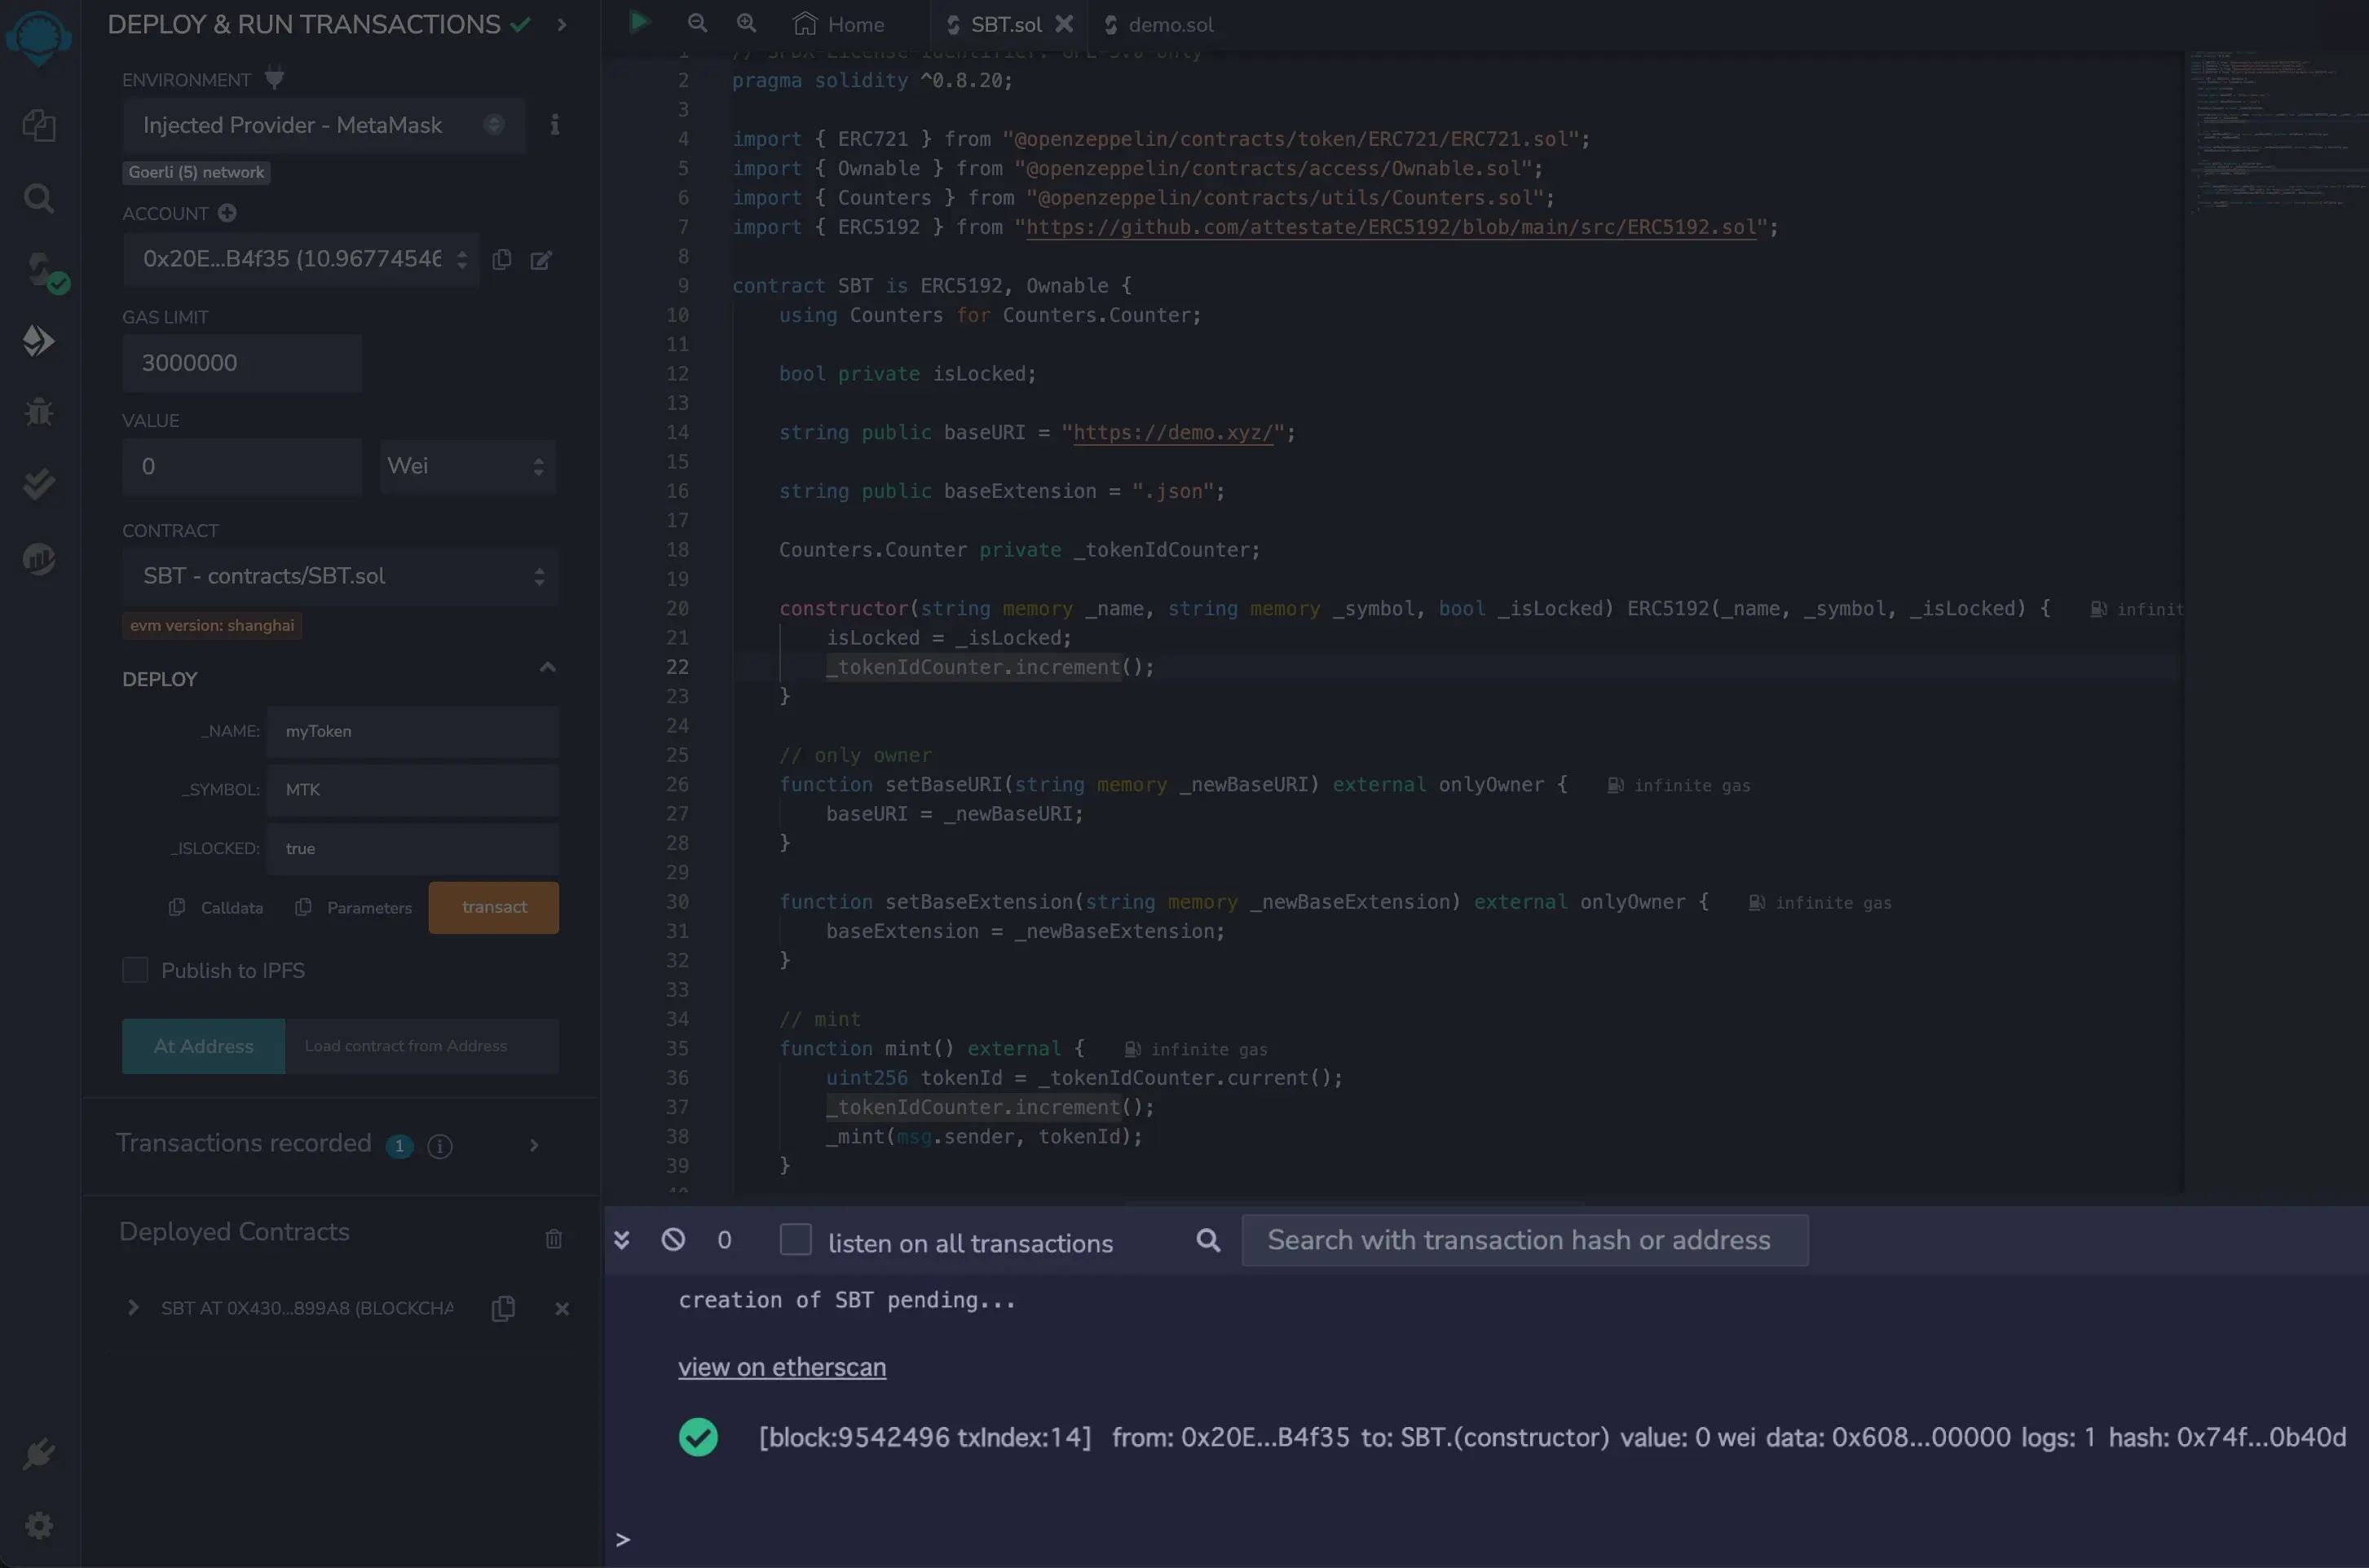 DEPLOY & RUN TRANSACTIONS
ENVIRONMENT
Injected Provider - MetaMask
Goerli (5) network
ACCOUNT
0x20E...B4f35 (10.96774546
GAS LIMIT
3000000
VALUE
0
Wei
CONTRACT
SBT - contracts/SBT.sol
evm version: shanghai
DEPLOY
_NAME: myToken
_SYMBOL: MTK
_ISLOCKED: true
Calldata Parameters transact
Publish to IPFS
At Address Load contract from Address
Transactions recorded 1 i
Deployed Contracts
SBT AT 0X430...899A8 (BLOCKCHA
Home SBT.sol demo.sol
1 // SPDX-License-Identifier: GPL-3.0-only
2 pragma solidity ^0.8.20;
3
4 import { ERC721 } from "@openzeppelin/contracts/token/ERC721/ERC721.sol";
5 import { Ownable } from "@openzeppelin/contracts/access/Ownable.sol";
6 import { Counters } from "@openzeppelin/contracts/utils/Counters.sol";
7 import { ERC5192 } from "https://github.com/attestate/ERC5192/blob/main/src/ERC5192.sol";
8
9 contract SBT is ERC5192, Ownable {
10 using Counters for Counters.Counter;
11
12 bool private isLocked;
13
14 string public baseURI = "https://demo.xyz/";
15
16 string public baseExtension = ".json";
17
18 Counters.Counter private _tokenIdCounter;
19
20 constructor(string memory _name, string memory _symbol, bool _isLocked) ERC5192(_name, _symbol, _isLocked) { infinit
21 isLocked = _isLocked;
22 _tokenIdCounter.increment();
23 }
24
25 // only owner
26 function setBaseURI(string memory _newBaseURI) external onlyOwner { infinite gas
27 baseURI = _newBaseURI;
28 }
29
30 function setBaseExtension(string memory _newBaseExtension) external onlyOwner { infinite gas
31 baseExtension = _newBaseExtension;
32 }
33
34 // mint
35 function mint() external { infinite gas
36 uint256 tokenId = _tokenIdCounter.current();
37 _tokenIdCounter.increment();
38 _mint(msg.sender, tokenId);
39 }
40
0 listen on all transactions Search with transaction hash or address
creation of SBT pending...
view on etherscan
[block:9542496 txIndex:14] from: 0x20E...B4f35 to: SBT.(constructor) value: 0 wei data: 0x608...00000 logs: 1 hash: 0x74f...0b40d
>